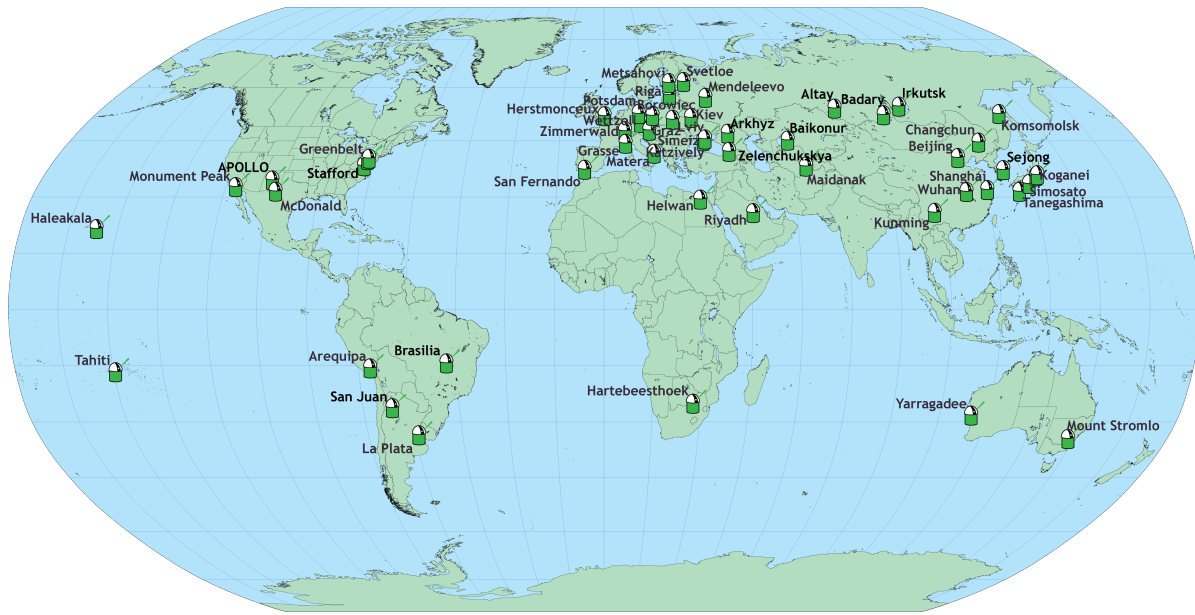 Metsahovi
Svetloe
Riga
Mendeleevo
Potsdam
Borowiec
Herstmonceux
Kiev
Wettzell
Lviv
Zimmerwald
Graz
Simeiz
Grasse
Katzively
Matera
San Fernando
Arkhyz
Zelenchukskya
Baikonur
Maidanak
Altay
Badary
Irkutsk
Komsomolsk
Changchun
Beijing
Sejong
Koganei
Shanghai
Simosato
Wuhan
Tanegashima
Kunming
Helwan
Riyadh
Greenbelt
APOLLO
Stafford
Monument Peak
McDonald
Haleakala
Tahiti
Arequipa
Brasilia
San Juan
La Plata
Hartebeesthoek
Yarragadee
Mount Stromlo